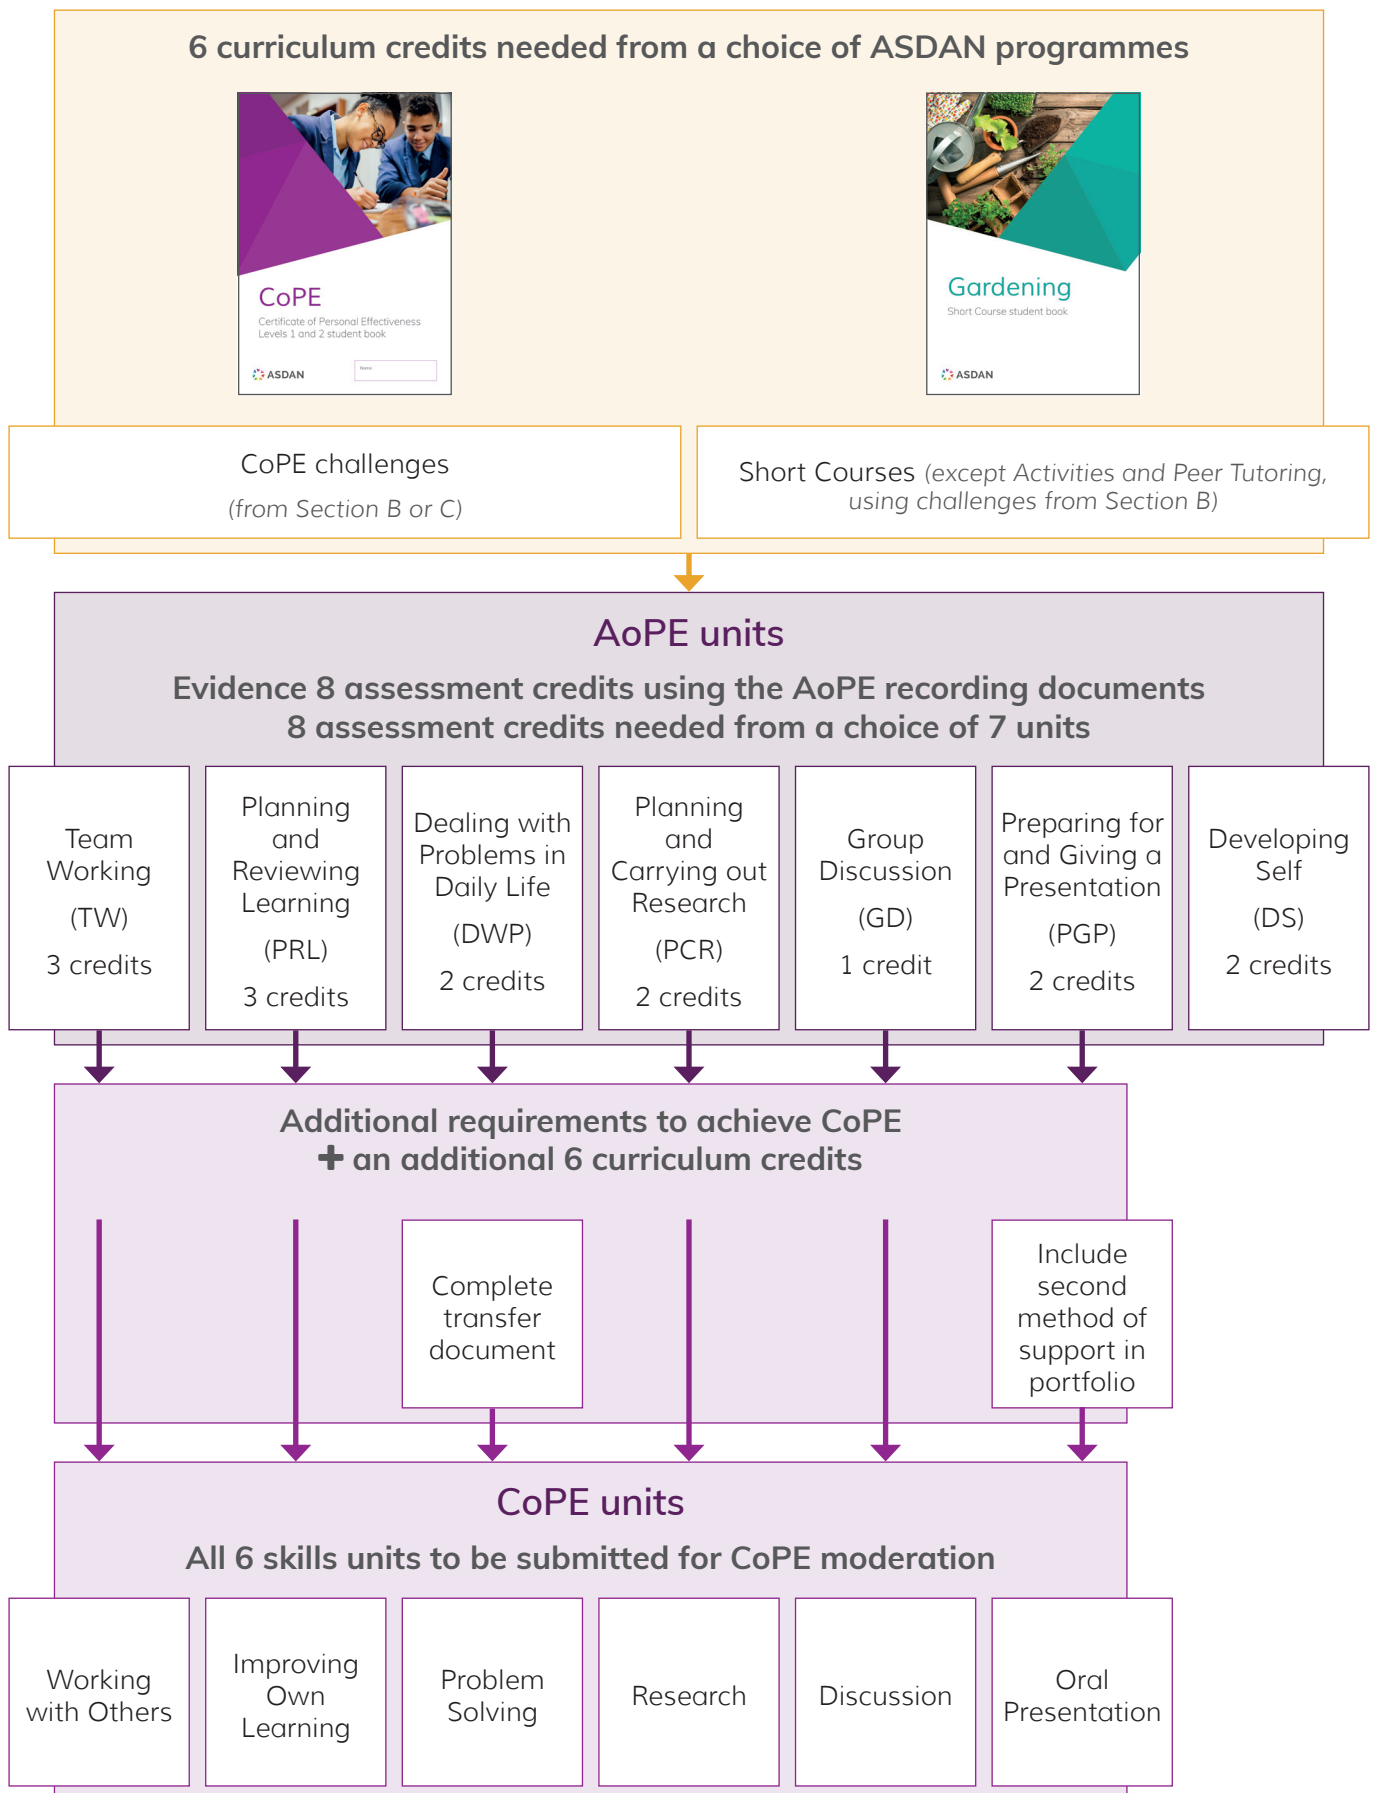 6 curriculum credits needed from a choice of ASDAN programmes
CoPE
Certificate of Personal Effectiveness
Levels 1 and 2 student book
ASDAN
Name
Gardening
Short Course student book
ASDAN
CoPE challenges
(from Section B or C)
Short Courses (except Activities and Peer Tutoring,
using challenges from Section B)
AoPE units
Evidence 8 assessment credits using the AoPE recording documents
8 assessment credits needed from a choice of 7 units
Team
Working
(TW)
3 credits
Planning
and
Reviewing
Learning
(PRL)
3 credits
Dealing with
Problems in
Daily Life
(DWP)
2 credits
Planning
and
Carrying out
Research
(PCR)
2 credits
Group
Discussion
(GD)
1 credit
Preparing for
and Giving a
Presentation
(PGP)
2 credits
Developing
Self
(DS)
2 credits
Additional requirements to achieve CoPE
+ an additional 6 curriculum credits
Complete
transfer
document
Include
second
method of
support in
portfolio
CoPE units
All 6 skills units to be submitted for CoPE moderation
Working
with Others
Improving
Own
Learning
Problem
Solving
Research
Discussion
Oral
Presentation